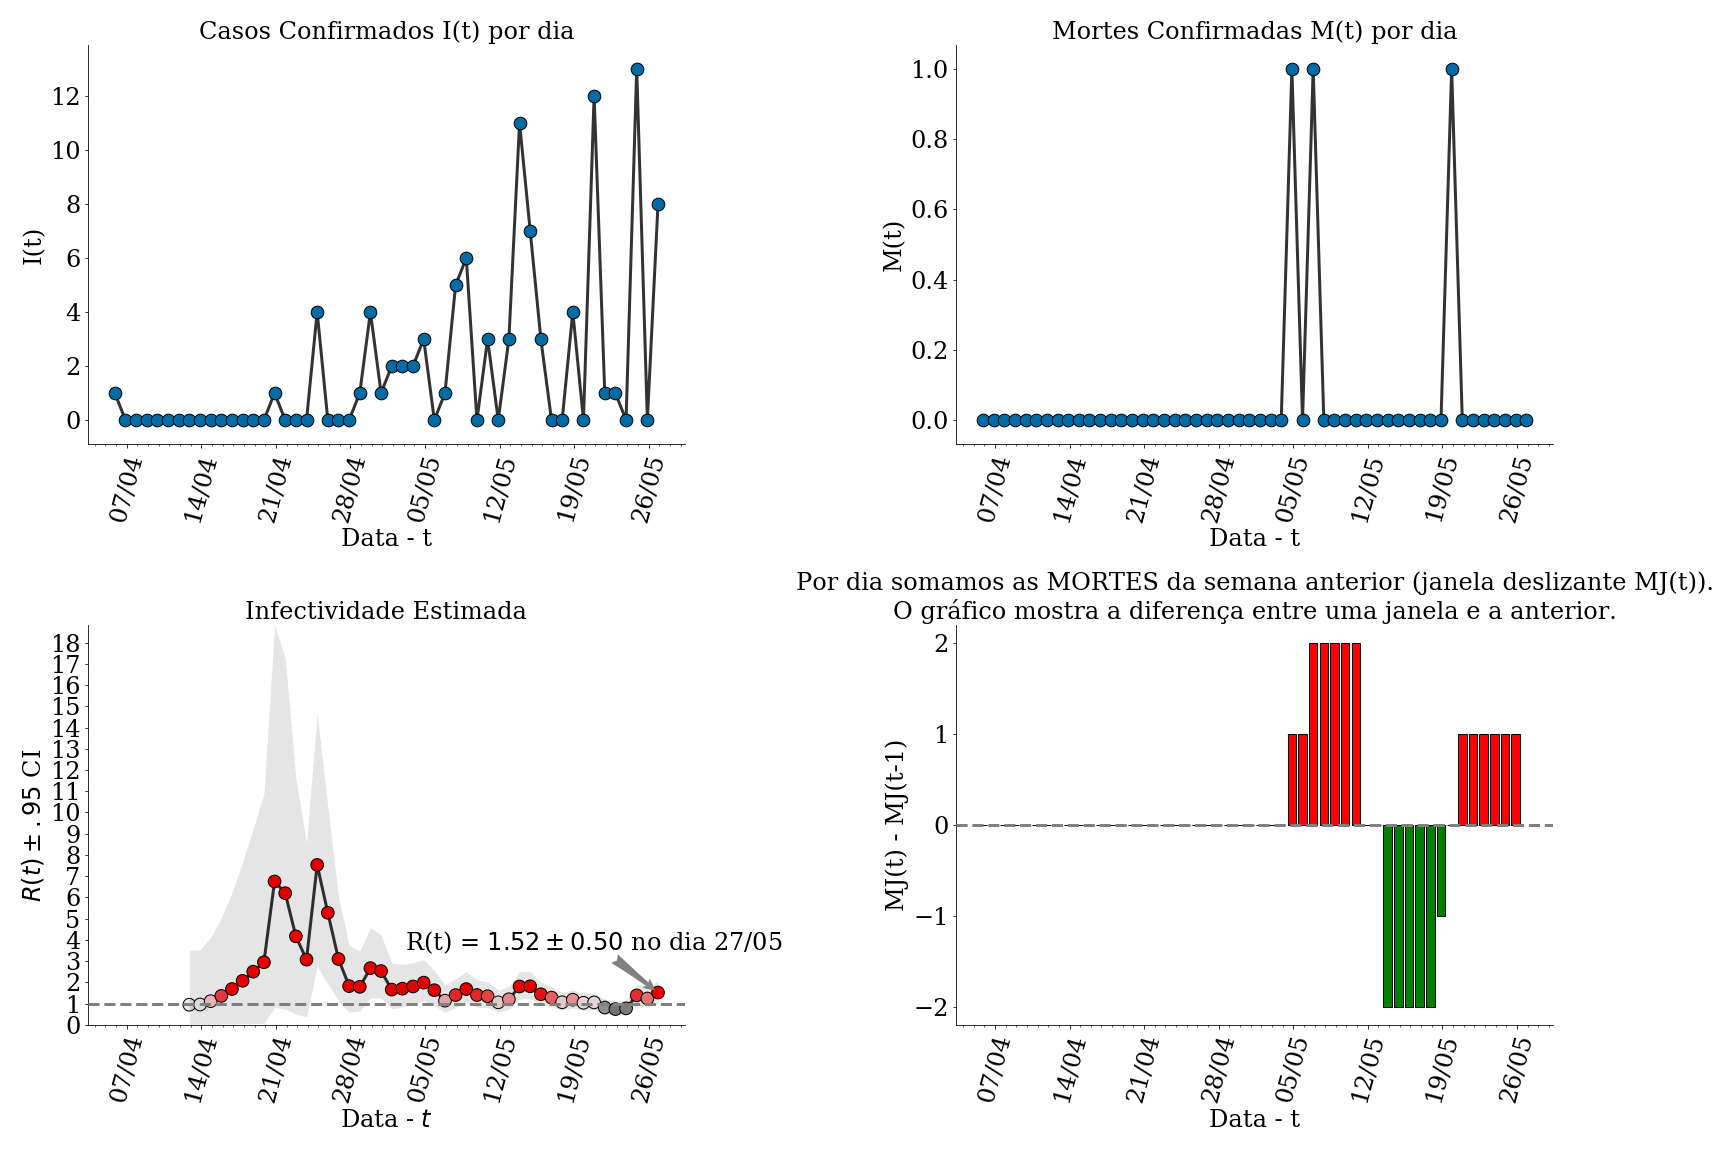 Casos Confirmados I(t) por dia
I(t)
12
10
8
6
4
2
0
07/04 14/04 21/04 28/04 05/05 12/05 19/05 26/05
Data - t
Mortes Confirmadas M(t) por dia
M(t)
1.0
0.8
0.6
0.4
0.2
0.0
07/04 14/04 21/04 28/04 05/05 12/05 19/05 26/05
Data - t
Infectividade Estimada
R(t) ± .95 CI
18
17
16
15
14
13
12
11
10
9
8
7
6
5
4
3
2
1
0
R(t) = 1.52 ± 0.50 no dia 27/05
07/04 14/04 21/04 28/04 05/05 12/05 19/05 26/05
Data - t
Por dia somamos as MORTES da semana anterior (janela deslizante MJ(t)).
O gráfico mostra a diferença entre uma janela e a anterior.
MJ(t) - MJ(t-1)
2
1
0
−1
−2
07/04 14/04 21/04 28/04 05/05 12/05 19/05 26/05
Data - t